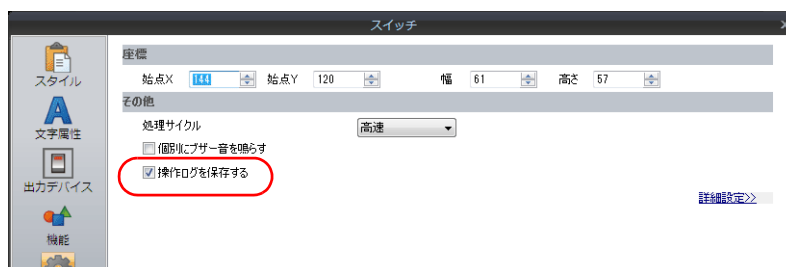 スイッチ
スタイル
文字属性
出力デバイス
機能
座標
始点X 144 始点Y 120 幅 61 高さ 57
その他
処理サイクル 高速
個別にブザー音を鳴らす
操作ログを保存する
詳細設定>>